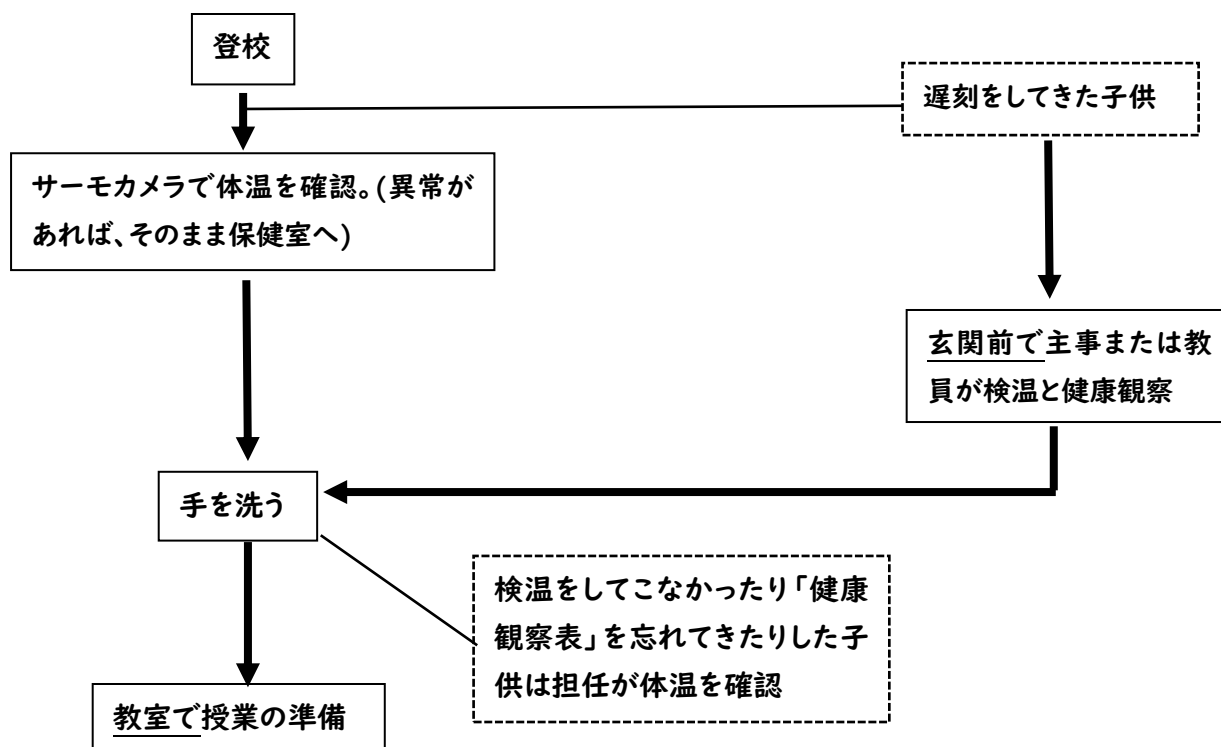 登校
遅刻をしてきた子供
サーモカメラで体温を確認。(異常が
あれば、そのまま保健室へ)
玄関前で主事または教
員が検温と健康観察
手を洗う
検温をしてこなかったり「健康
観察表」を忘れてきたりした子
供は担任が体温を確認
教室で授業の準備